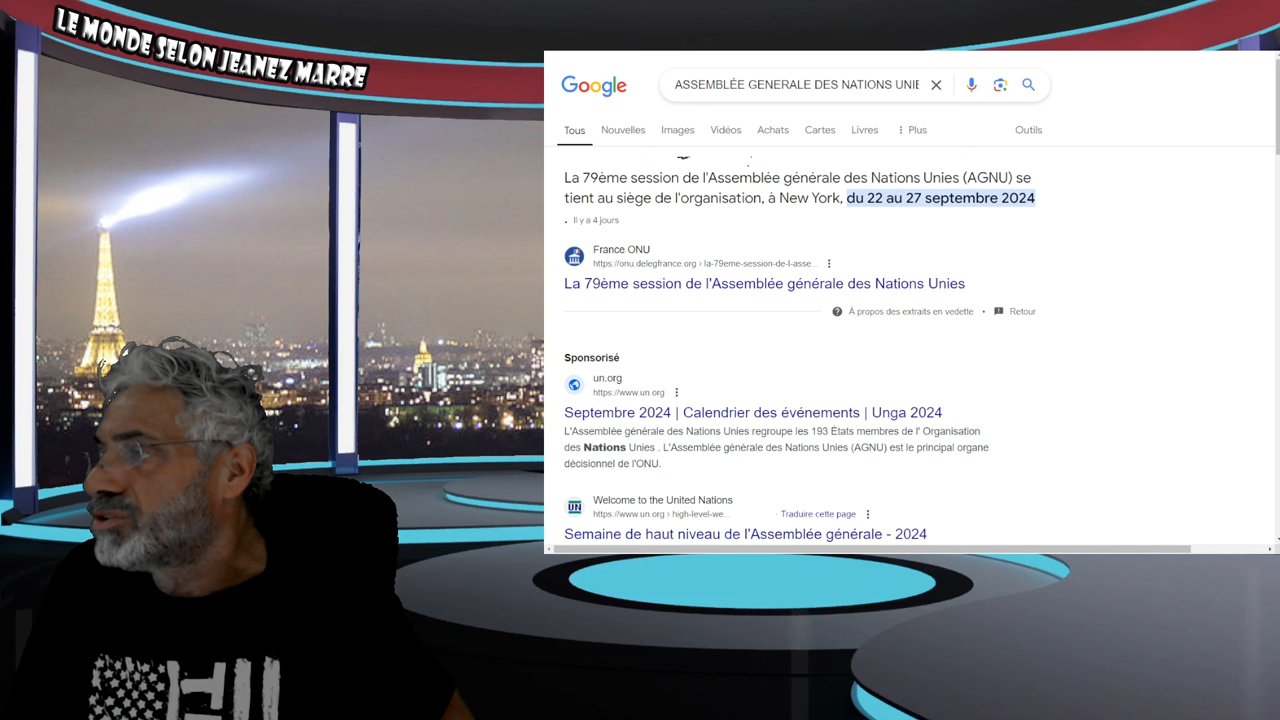 LE MONDE SELON JEANEZ MARRE
Google
ASSEMBLÉE GENERALE DES NATIONS UNIE
Tous Nouvelles Images Vidéos Achats Cartes Livres Plus Outils
La 79ème session de l'Assemblée générale des Nations Unies (AGNU) se
tient au siège de l'organisation, à New York, du 22 au 27 septembre 2024
. Il y a 4 jours
France ONU
https://onu.delegfrance.org › la-79eme-session-de-l-asse...
La 79ème session de l'Assemblée générale des Nations Unies
À propos des extraits en vedette • Retour
Sponsorisé
un.org
https://www.un.org
Septembre 2024 | Calendrier des événements | Unga 2024
L'Assemblée générale des Nations Unies regroupe les 193 États membres de l' Organisation
des Nations Unies . L'Assemblée générale des Nations Unies (AGNU) est le principal organe
décisionnel de l'ONU.
Welcome to the United Nations
UN https://www.un.org › high-level-we... · Traduire cette page
Semaine de haut niveau de l'Assemblée générale - 2024